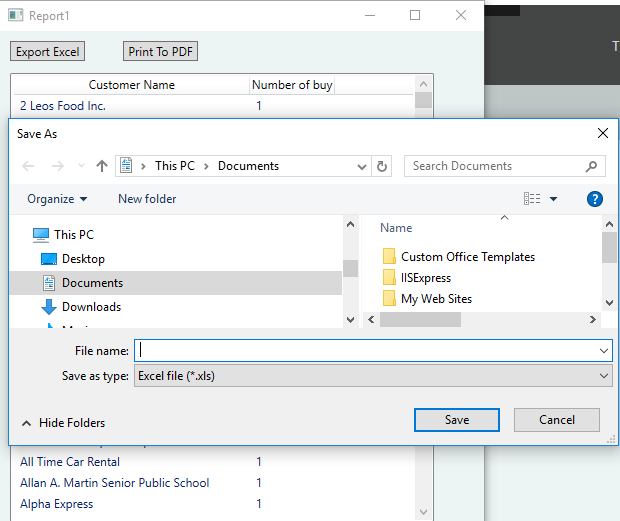 Report1
Export Excel Print To PDF
T
Customer Name Number of buy
2 Leos Food Inc. 1
Save As
This PC Documents Search Documents
Organize New folder
This PC Name
Desktop Custom Office Templates
Documents IISExpress
Downloads My Web Sites
File name:
Save as type: Excel file (*.xls)
Hide Folders Save Cancel
All Time Car Rental 1
Allan A. Martin Senior Public School 1
Alpha Express 1